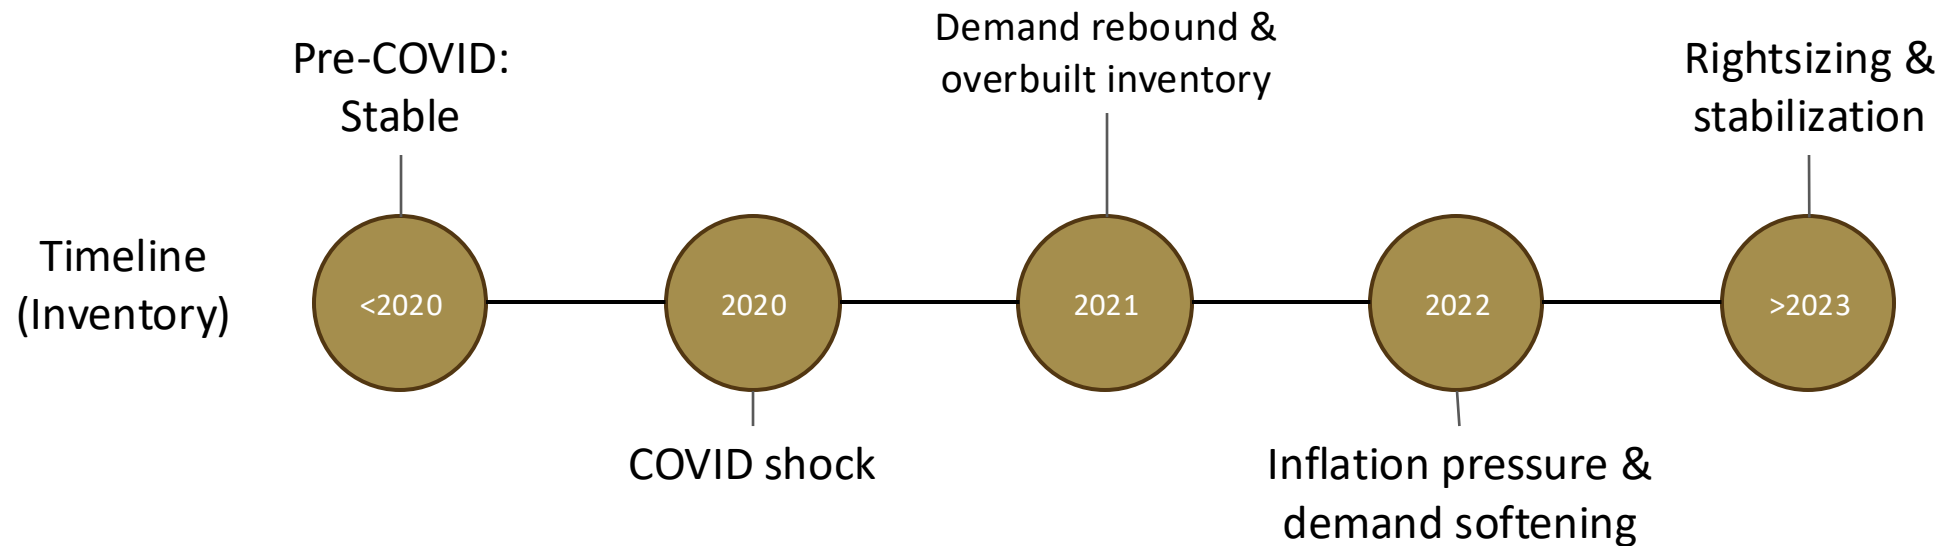 Timeline
(Inventory)
Pre-COVID:
Stable
<2020
2020
COVID shock
Demand rebound &
overbuilt inventory
2021
2022
Inflation pressure &
demand softening
Rightsizing &
stabilization
>2023